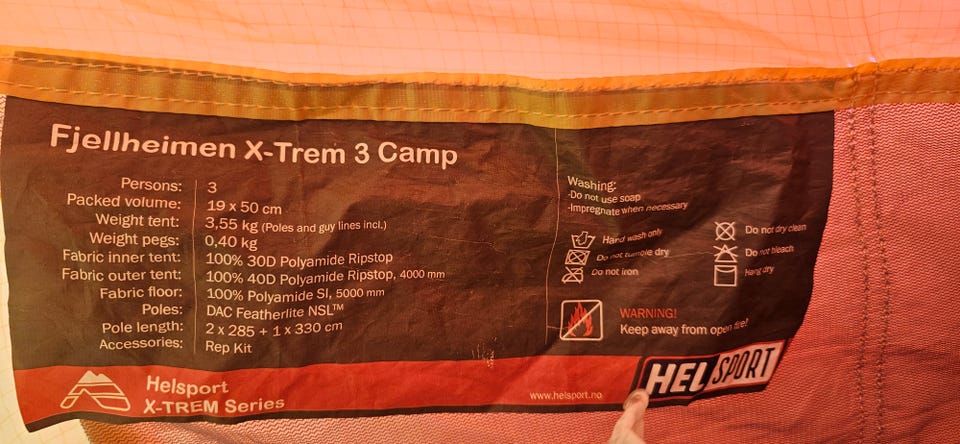 Fjellheimen X-Trem 3 Camp
Persons: 3
Packed volume: 19 x 50 cm
Weight tent: 3,55 kg (Poles and guy lines incl.)
Weight pegs: 0,40 kg
Fabric inner tent: 100% 30D Polyamide Ripstop
Fabric outer tent: 100% 40D Polyamide Ripstop, 4000 mm
Fabric floor: 100% Polyamide SI, 5000 mm
Poles: DAC Featherlite NSL™
Pole length: 2 x 285 + 1 x 330 cm
Accessories: Rep Kit
Washing:
-Do not use soap
-Impregnate when necessary
Hand wash only
Do not tumble dry
Do not iron
Do not dry clean
Do not bleach
Hang dry
WARNING!
Keep away from open fire!
Helsport
X-TREM Series
www.helsport.no
HELSPORT